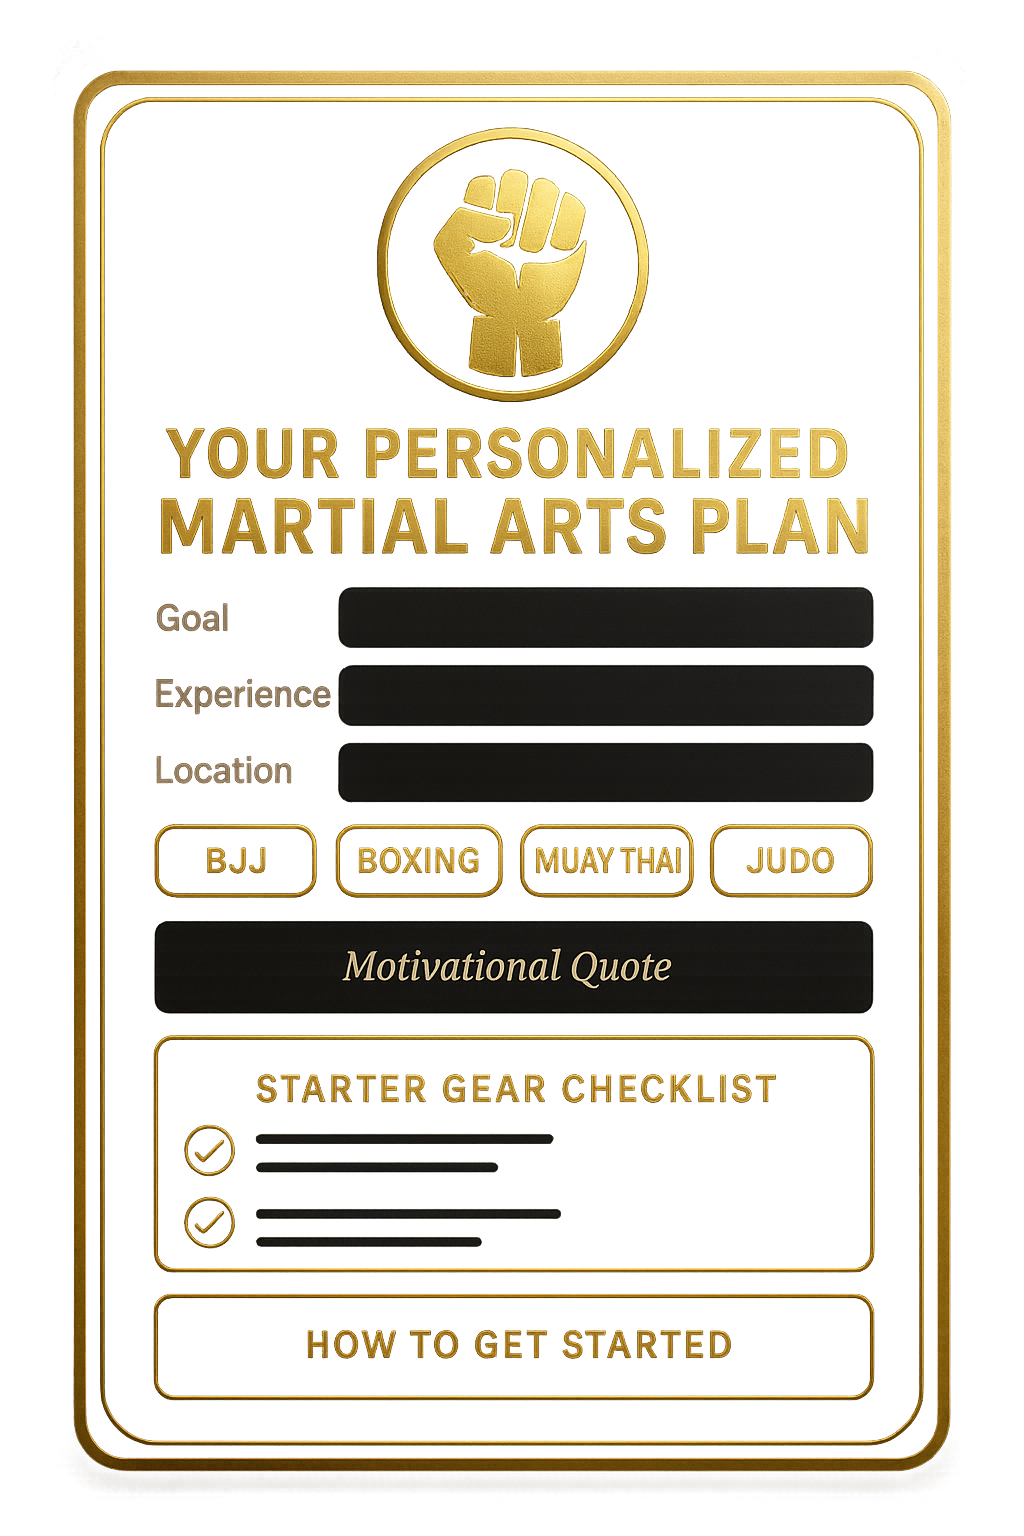 YOUR PERSONALIZED
MARTIAL ARTS PLAN
Goal
Experience
Location
BJJ
BOXING
MUAY THAI
JUDO
Motivational Quote
STARTER GEAR CHECKLIST
HOW TO GET STARTED